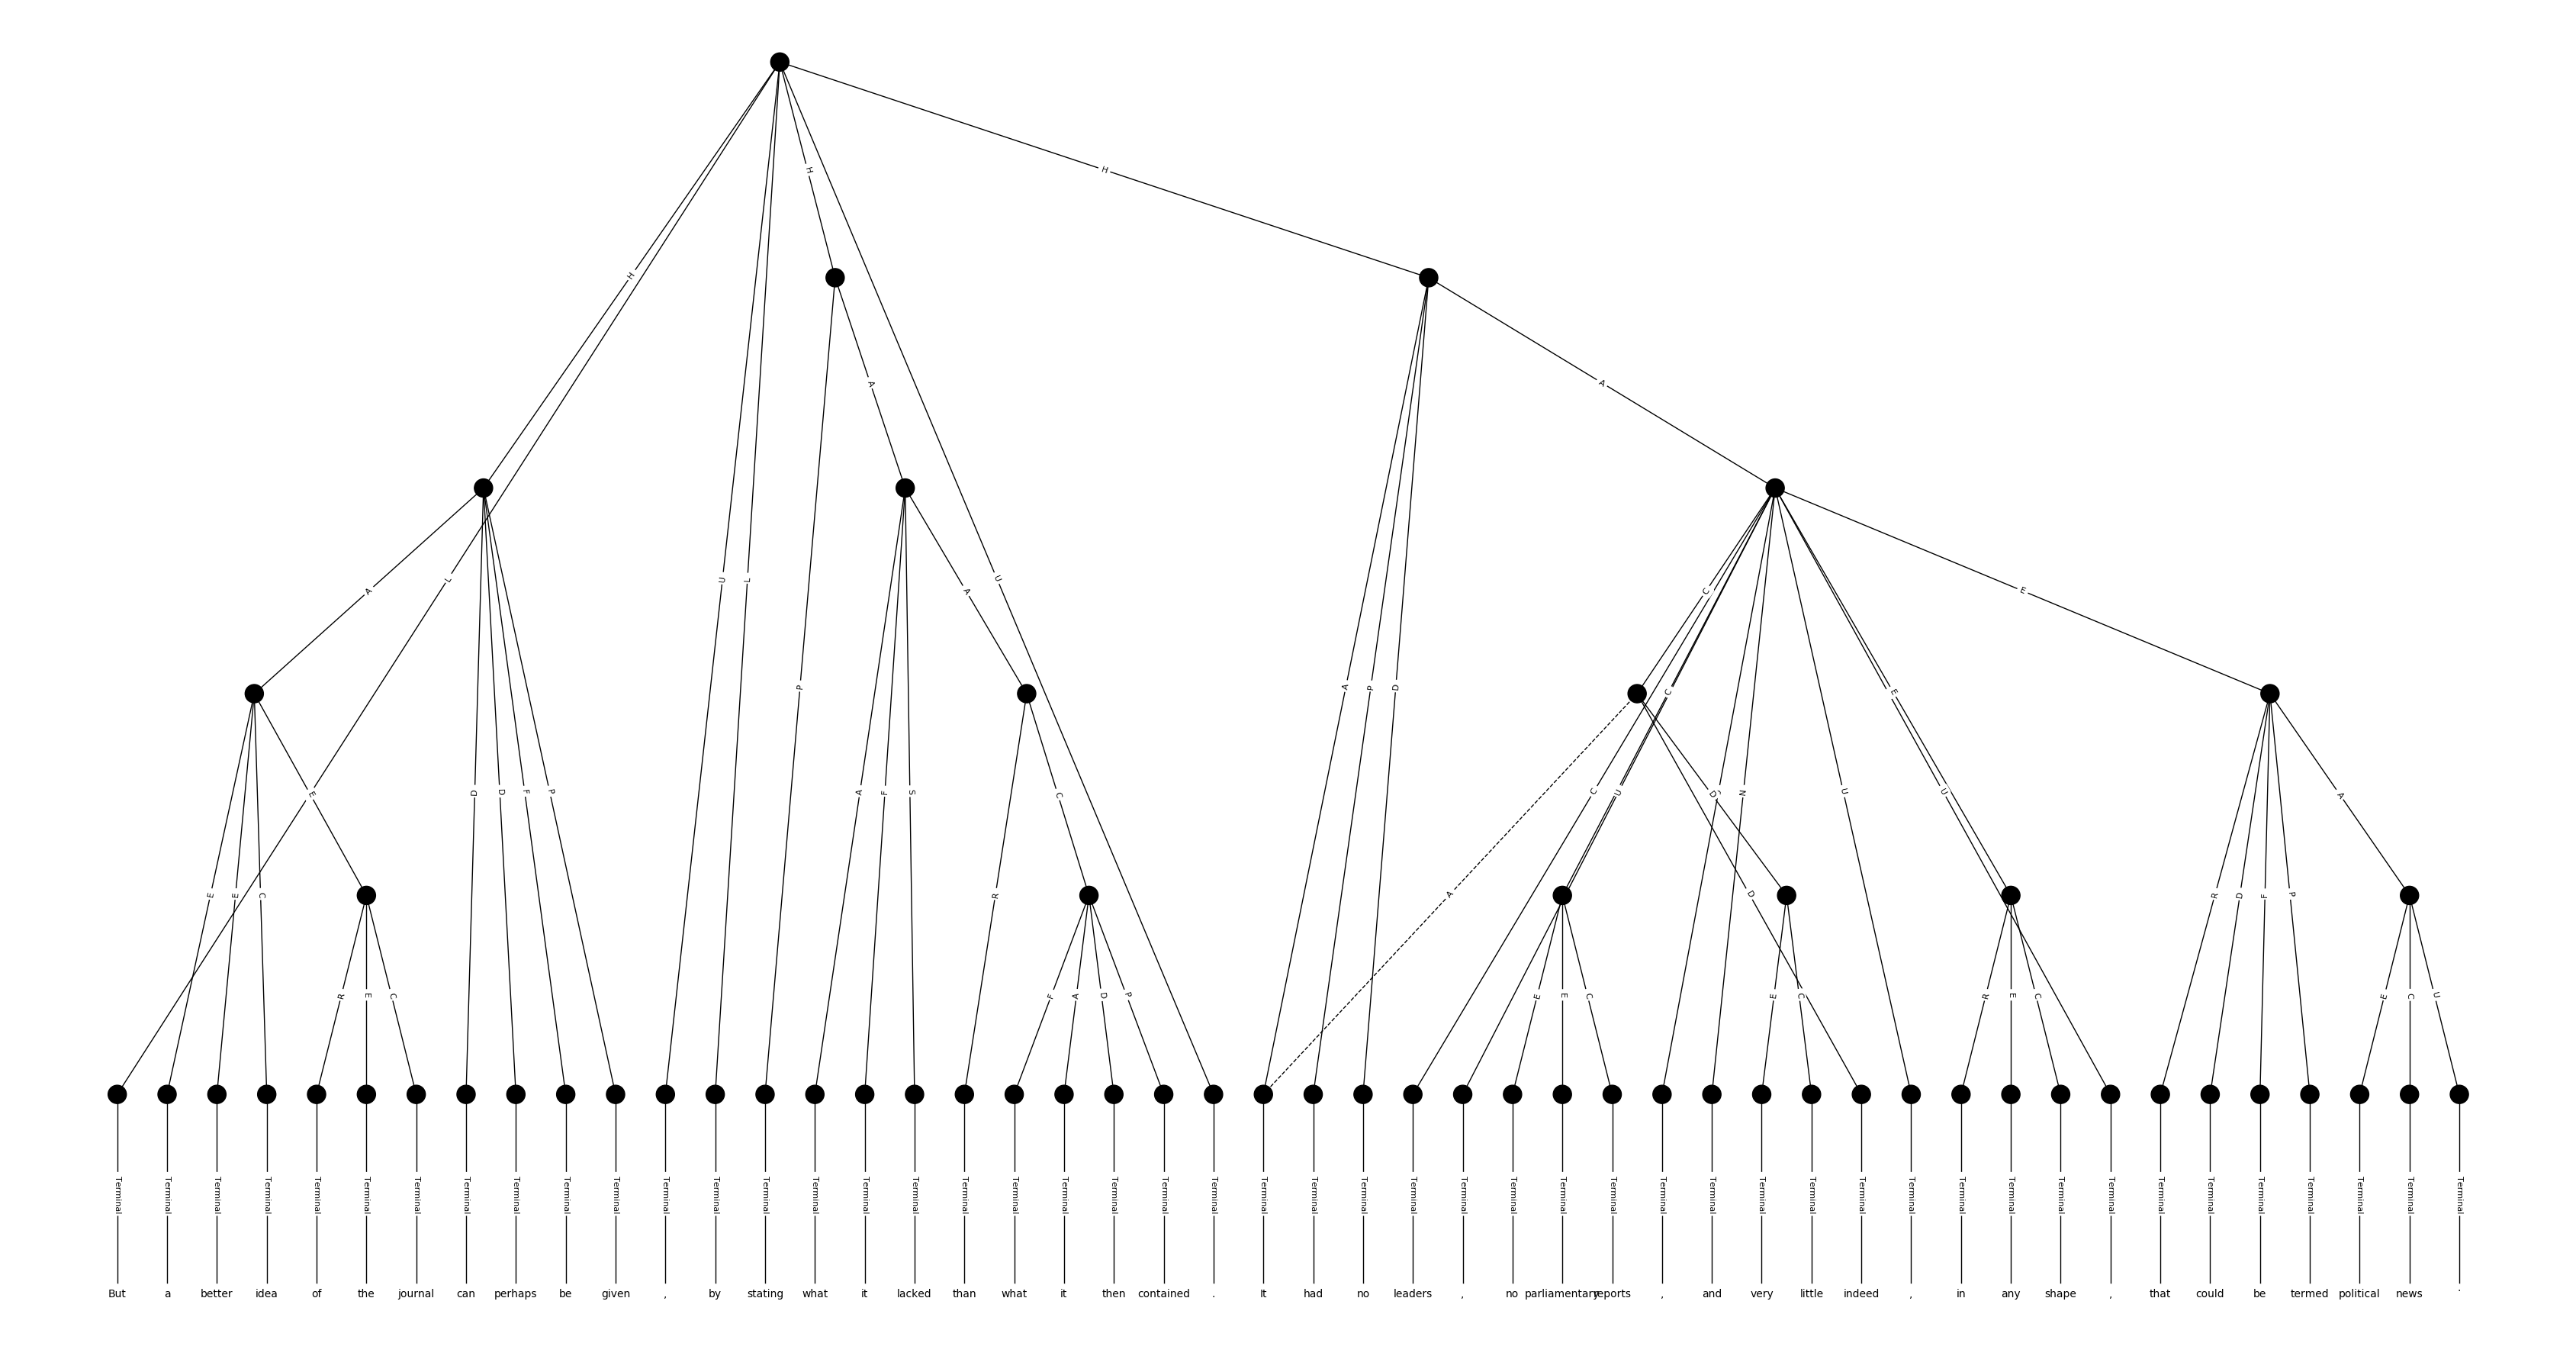 H
H
H
A
A
U
L
U
L
A
C
E
P
A
R
A
P
D
C
E
D
D
F
P
A
F
S
C
C
U
D
N
U
U
A
E
E
E
C
R
A
D
R
D
F
P
R
E
C
F
A
D
P
E
E
C
E
C
R
E
C
E
C
U
Terminal Terminal Terminal Terminal Terminal Terminal Terminal Terminal Terminal Terminal Terminal Terminal Terminal Terminal Terminal Terminal Terminal Terminal Terminal Terminal Terminal Terminal Terminal Terminal Terminal Terminal Terminal Terminal Terminal Terminal Terminal Terminal Terminal Terminal Terminal Terminal Terminal Terminal Terminal Terminal Terminal Terminal Terminal Terminal Terminal Terminal Terminal Terminal
But a better idea of the journal can perhaps be given , by stating what it lacked than what it then contained . It had no leaders , no parliamentary reports , and very little indeed , in any shape , that could be termed political news .